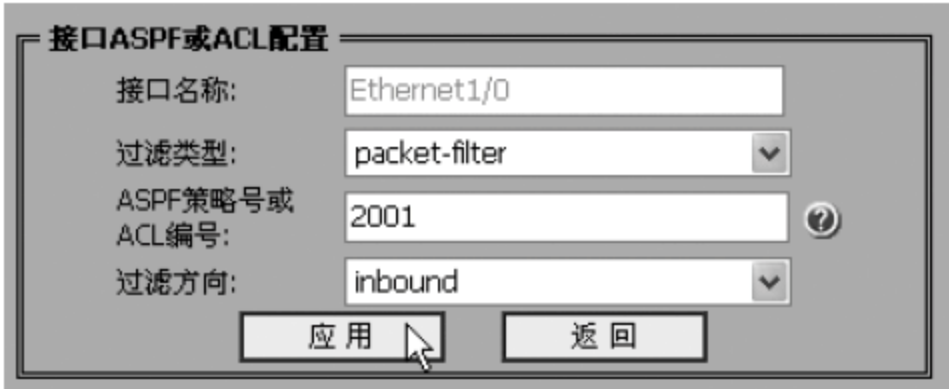 接口ASPF或ACL配置
接口名称: Ethernet1/0
过滤类型: packet-filter
ASPF策略号或
ACL编号: 2001
过滤方向: inbound
应用 返回